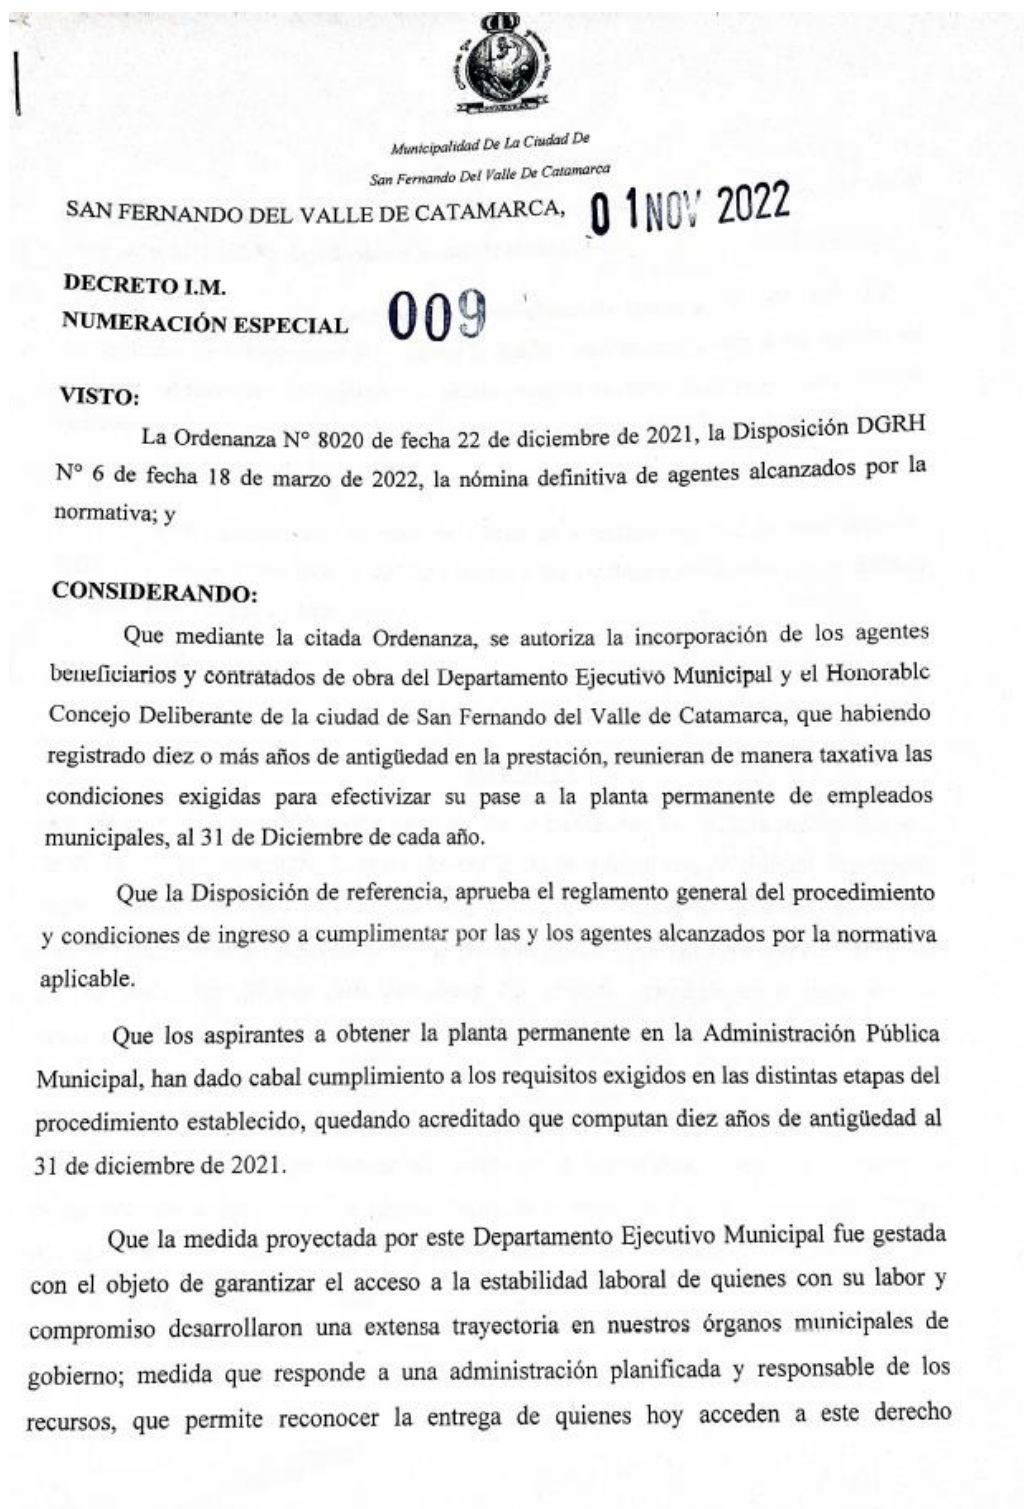 Municipalidad De La Ciudad De
San Fernando Del Valle De Catamarca
SAN FERNANDO DEL VALLE DE CATAMARCA, 01 NOV 2022
DECRETO I.M.
NUMERACIÓN ESPECIAL 009
VISTO:
La Ordenanza N° 8020 de fecha 22 de diciembre de 2021, la Disposición DGRH
N° 6 de fecha 18 de marzo de 2022, la nómina definitiva de agentes alcanzados por la
normativa; y
CONSIDERANDO:
Que mediante la citada Ordenanza, se autoriza la incorporación de los agentes
beneficiarios y contratados de obra del Departamento Ejecutivo Municipal y el Honorable
Concejo Deliberante de la ciudad de San Fernando del Valle de Catamarca, que habiendo
registrado diez o más años de antigüedad en la prestación, reunieran de manera taxativa las
condiciones exigidas para efectivizar su pase a la planta permanente de empleados
municipales, al 31 de Diciembre de cada año.
Que la Disposición de referencia, aprueba el reglamento general del procedimiento
y condiciones de ingreso a cumplimentar por las y los agentes alcanzados por la normativa
aplicable.
Que los aspirantes a obtener la planta permanente en la Administración Pública
Municipal, han dado cabal cumplimiento a los requisitos exigidos en las distintas etapas del
procedimiento establecido, quedando acreditado que computan diez años de antigüedad al
31 de diciembre de 2021.
Que la medida proyectada por este Departamento Ejecutivo Municipal fue gestada
con el objeto de garantizar el acceso a la estabilidad laboral de quienes con su labor y
compromiso desarrollaron una extensa trayectoria en nuestros órganos municipales de
gobierno; medida que responde a una administración planificada y responsable de los
recursos, que permite reconocer la entrega de quienes hoy acceden a este derecho